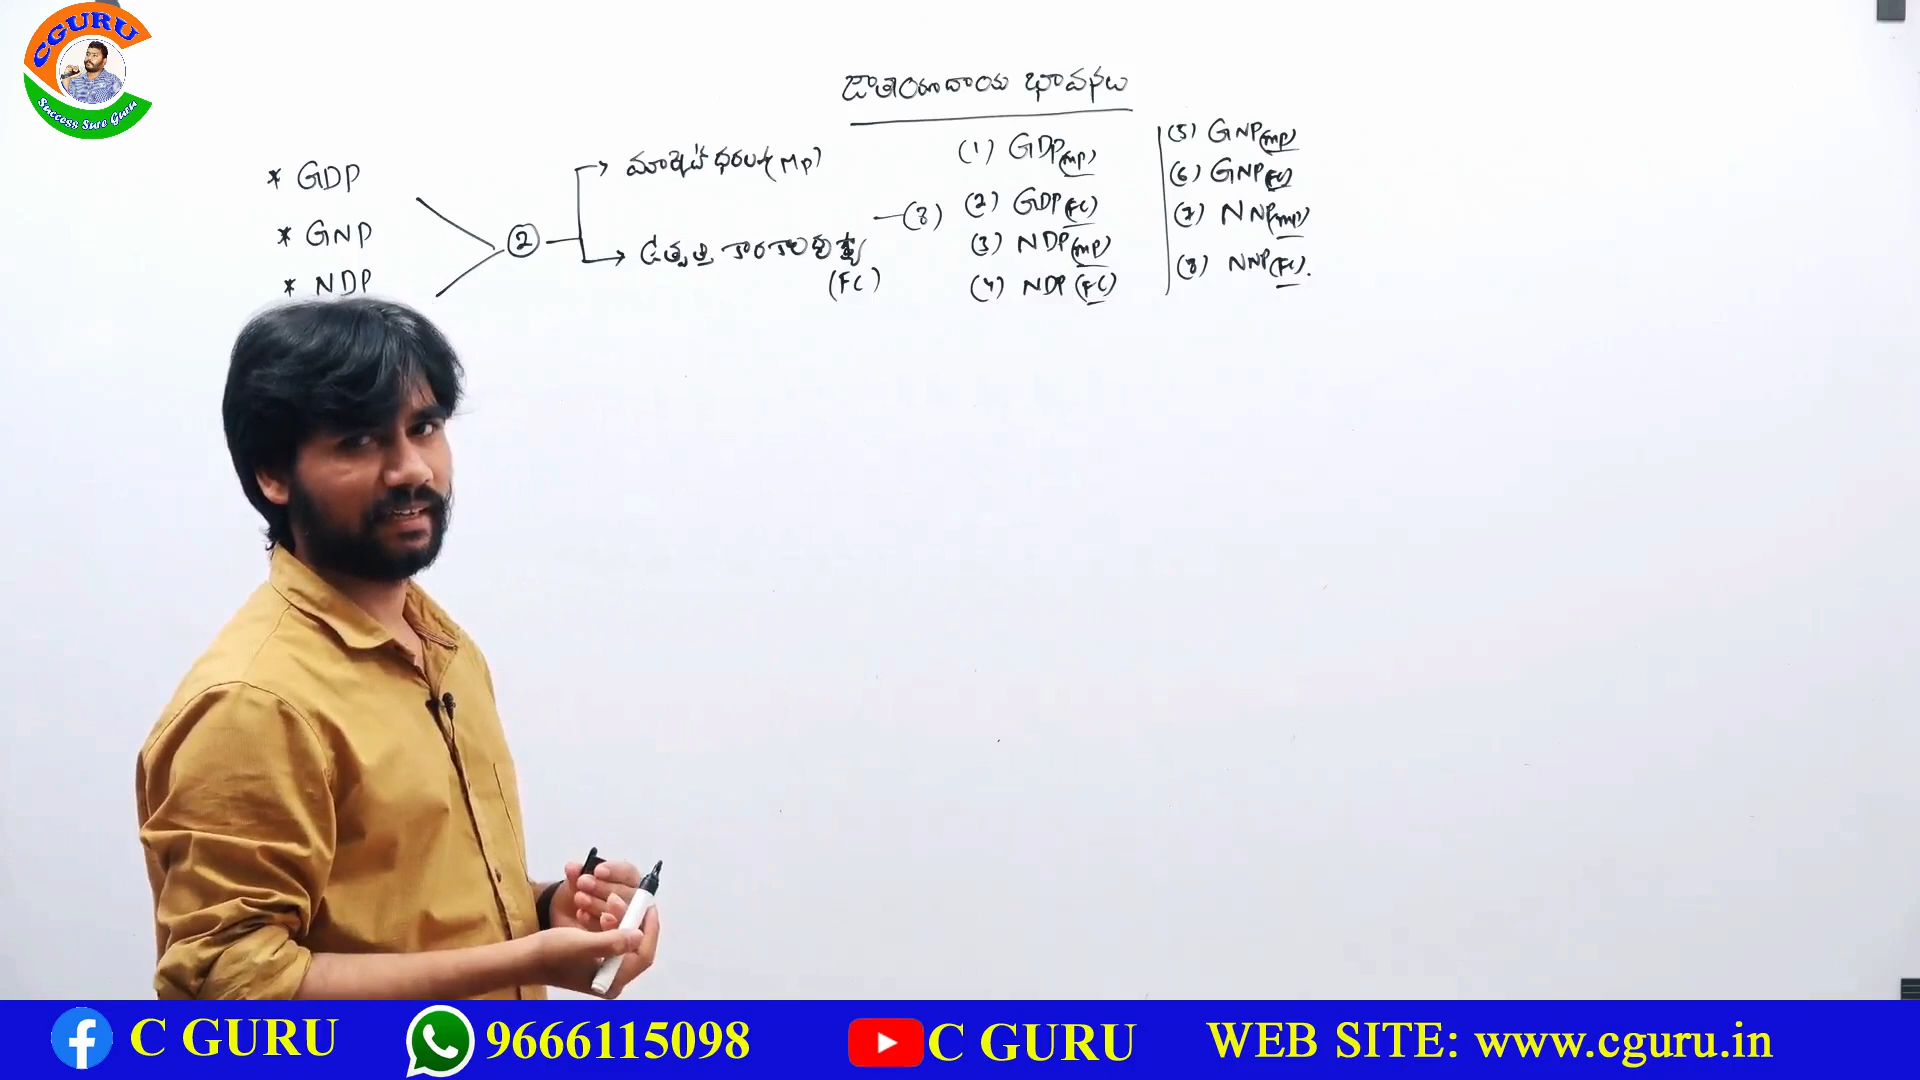 CGURU
Success Sure Guru
జాతీయాదాయ భావనలు
* GDP
* GNP
* NDP
2
మార్కెట్ ధరలు (MP)
ఉత్పత్తి కారకాల దృష్ట్యా
(FC)
(8)
(1) GDP(MP)
(2) GDP(FC)
(3) NDP(MP)
(4) NDP (FC)
(5) GNP(MP)
(6) GNP(FC)
(7) NNP(MP)
(8) NNP(FC).
C GURU
9666115098
C GURU
WEB SITE: www.cguru.in